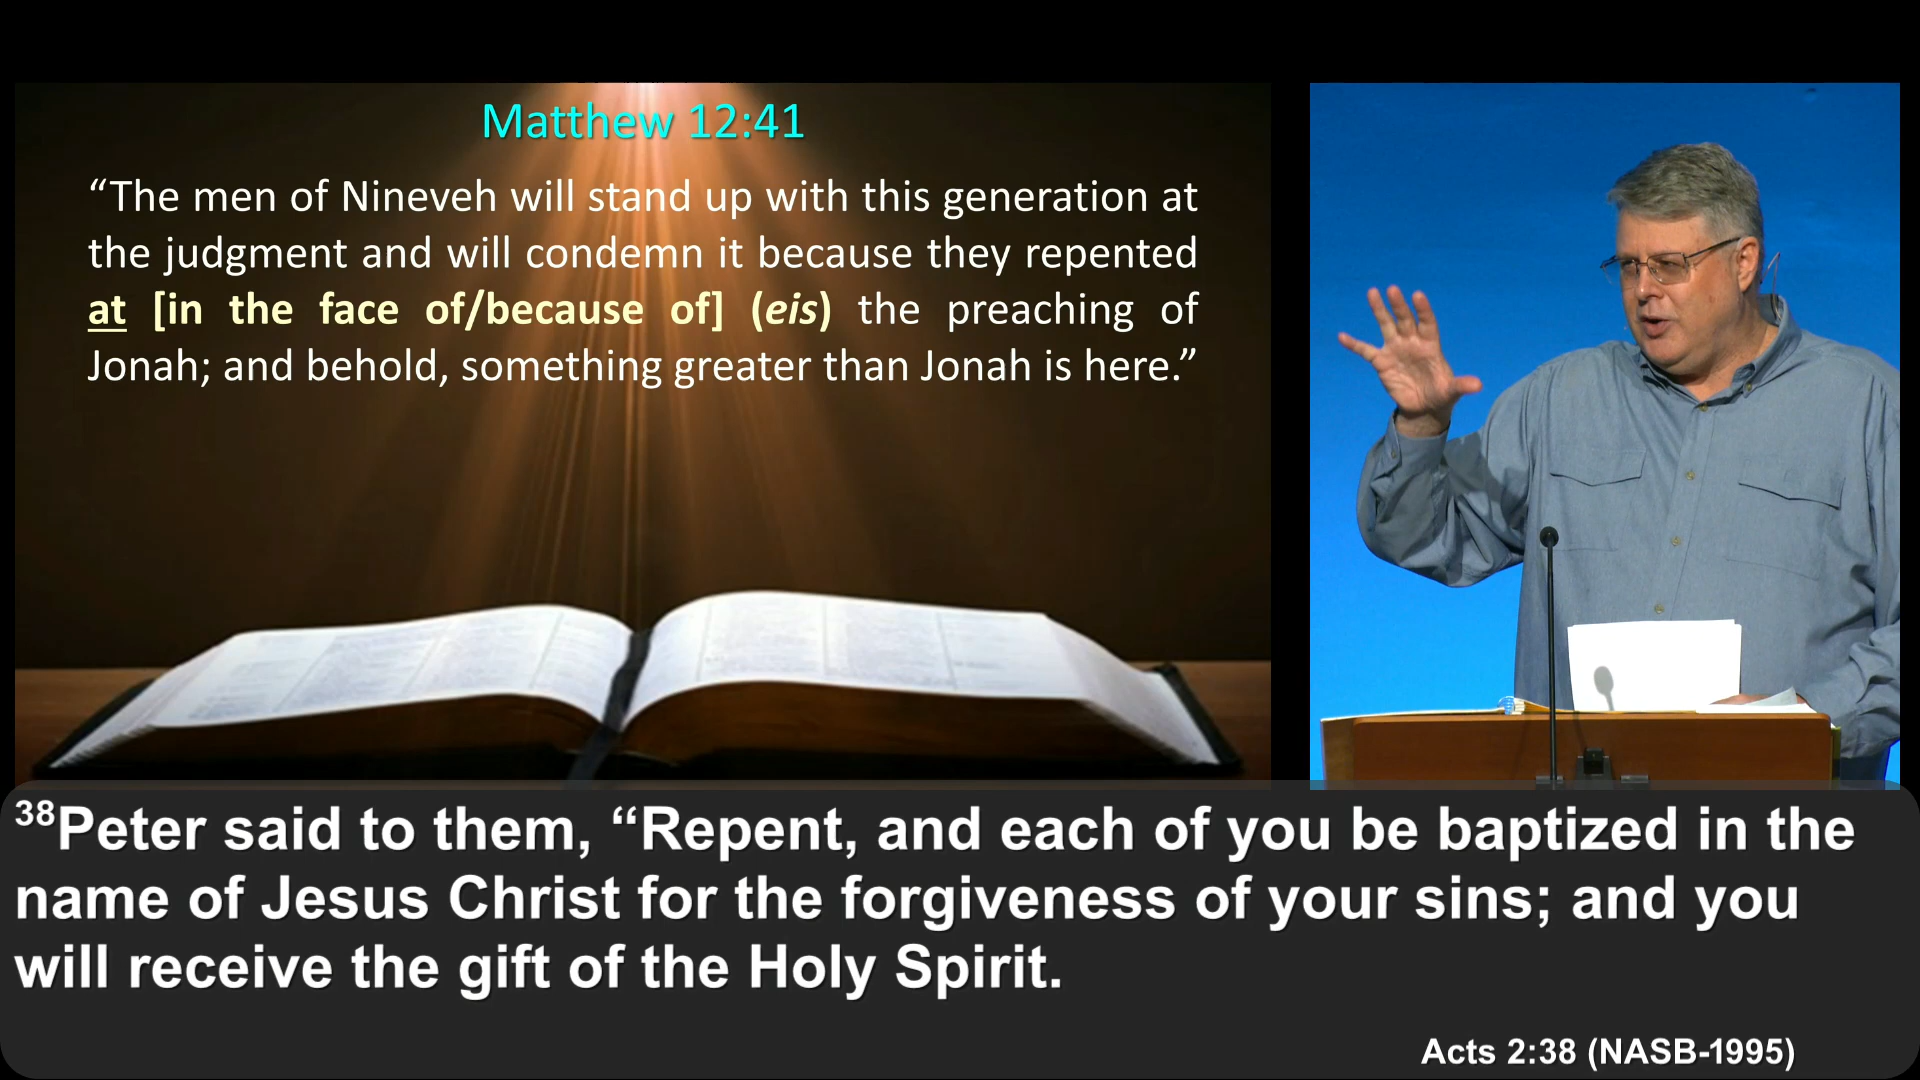 Matthew 12:41
“The men of Nineveh will stand up with this generation at
the judgment and will condemn it because they repented
at [in the face of/because of] (eis) the preaching of
Jonah; and behold, something greater than Jonah is here.”
38Peter said to them, “Repent, and each of you be baptized in the
name of Jesus Christ for the forgiveness of your sins; and you
will receive the gift of the Holy Spirit.
Acts 2:38 (NASB-1995)